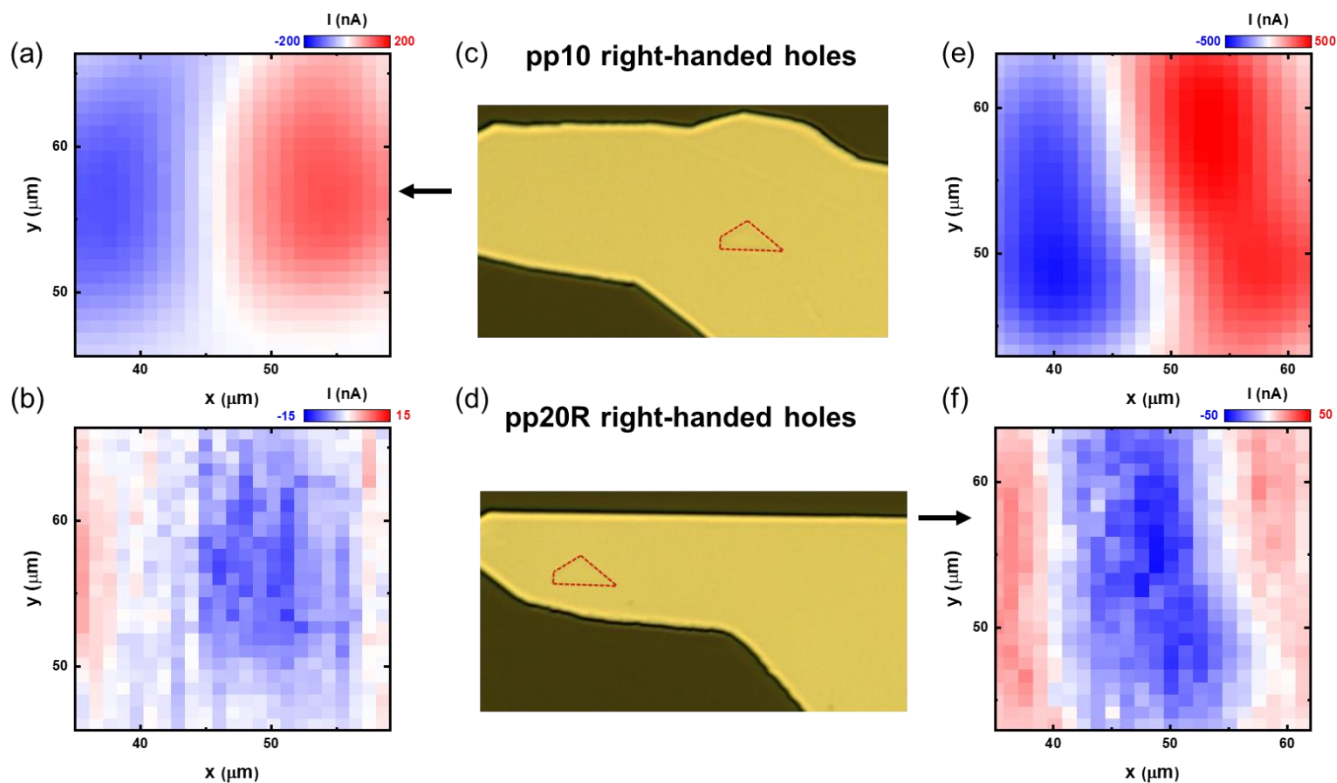 (a)
I (nA)
-200 200
y (μm)
60
50
40 50
x (μm)
(c)
pp10 right-handed holes
(e)
I (nA)
-500 500
y (μm)
60
50
40 50 60
x (μm)
(b)
I (nA)
-15 15
y (μm)
60
50
40 50
x (μm)
(d)
pp20R right-handed holes
(f)
I (nA)
-50 50
y (μm)
60
50
40 50 60
x (μm)